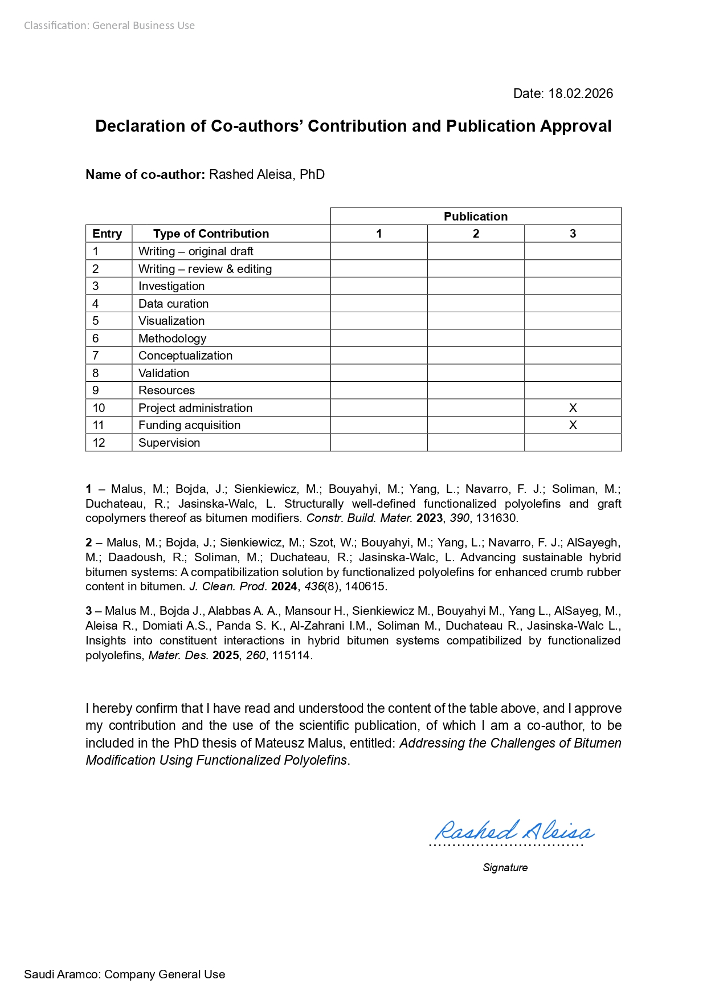 Classification: General Business Use
Date: 18.02.2026
Declaration of Co-authors’ Contribution and Publication Approval
Name of co-author: Rashed Aleisa, PhD
Publication
Entry Type of Contribution 1 2 3
1 Writing – original draft
2 Writing – review & editing
3 Investigation
4 Data curation
5 Visualization
6 Methodology
7 Conceptualization
8 Validation
9 Resources
10 Project administration X
11 Funding acquisition X
12 Supervision
1 – Malus, M.; Bojda, J.; Sienkiewicz, M.; Bouyahyi, M.; Yang, L.; Navarro, F. J.; Soliman, M.;
Duchateau, R.; Jasinska-Walc, L. Structurally well-defined functionalized polyolefins and graft
copolymers thereof as bitumen modifiers. Constr. Build. Mater. 2023, 390, 131630.
2 – Malus, M.; Bojda, J.; Sienkiewicz, M.; Szot, W.; Bouyahyi, M.; Yang, L.; Navarro, F. J.; AlSayegh,
M.; Daadoush, R.; Soliman, M.; Duchateau, R.; Jasinska-Walc, L. Advancing sustainable hybrid
bitumen systems: A compatibilization solution by functionalized polyolefins for enhanced crumb rubber
content in bitumen. J. Clean. Prod. 2024, 436(8), 140615.
3 – Malus M., Bojda J., Alabbas A. A., Mansour H., Sienkiewicz M., Bouyahyi M., Yang L., AlSayeg, M.,
Aleisa R., Domiati A.S., Panda S. K., Al-Zahrani I.M., Soliman M., Duchateau R., Jasinska-Walc L.,
Insights into constituent interactions in hybrid bitumen systems compatibilized by functionalized
polyolefins, Mater. Des. 2025, 260, 115114.
I hereby confirm that I have read and understood the content of the table above, and I approve
my contribution and the use of the scientific publication, of which I am a co-author, to be
included in the PhD thesis of Mateusz Malus, entitled: Addressing the Challenges of Bitumen
Modification Using Functionalized Polyolefins.
Rashed Aleisa
Signature
Saudi Aramco: Company General Use